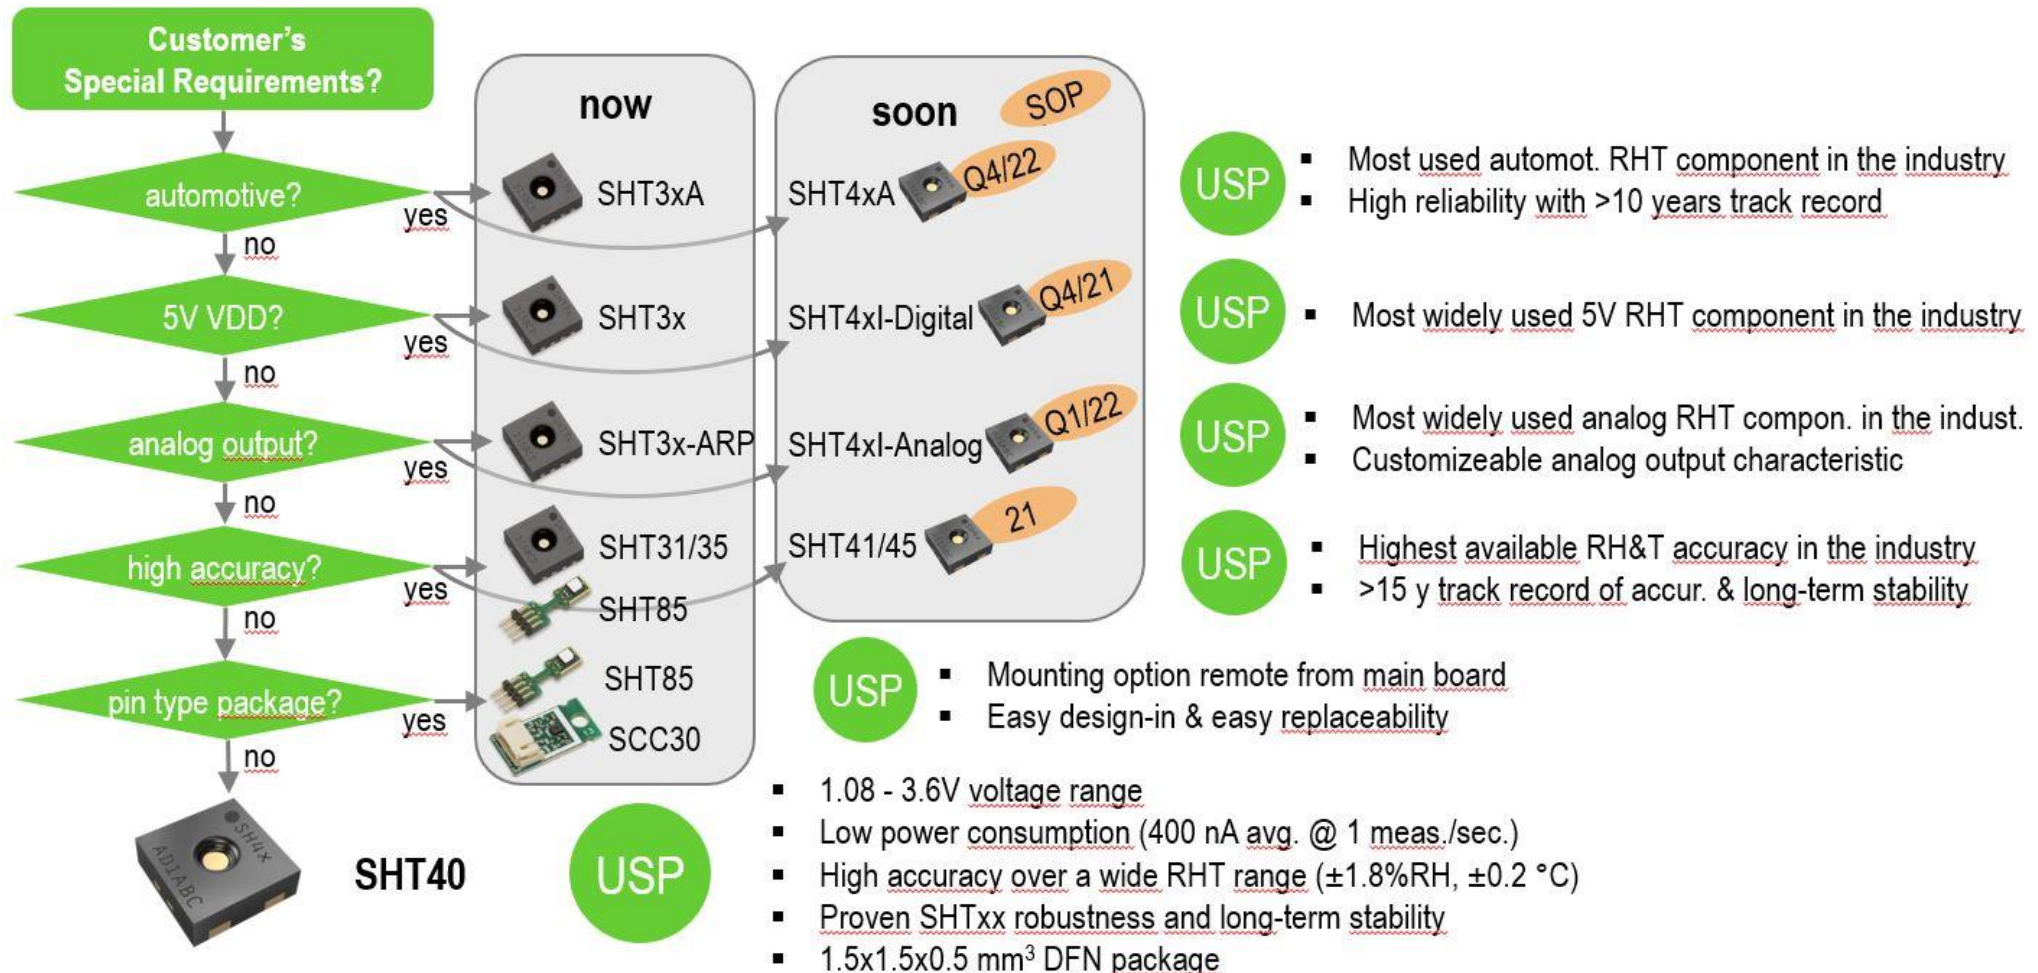 Customer's
Special Requirements?
now
soon
SOP
automotive?
yes
no
SHT3xA
SHT4xA
Q4/22
USP
▪ Most used automot. RHT component in the industry
▪ High reliability with >10 years track record
5V VDD?
yes
no
SHT3x
SHT4xI-Digital
Q4/21
USP
▪ Most widely used 5V RHT component in the industry
analog output?
yes
no
SHT3x-ARP
SHT4xI-Analog
Q1/22
USP
▪ Most widely used analog RHT compon. in the indust.
▪ Customizeable analog output characteristic
high accuracy?
yes
no
SHT31/35
SHT85
SHT41/45
21
USP
▪ Highest available RH&T accuracy in the industry
▪ >15 y track record of accur. & long-term stability
pin type package?
yes
no
SHT85
SCC30
USP
▪ Mounting option remote from main board
▪ Easy design-in & easy replaceability
SH4X
AD1ABC
SHT40
USP
▪ 1.08 - 3.6V voltage range
▪ Low power consumption (400 nA avg. @ 1 meas./sec.)
▪ High accuracy over a wide RHT range (±1.8%RH, ±0.2 °C)
▪ Proven SHTxx robustness and long-term stability
▪ 1.5x1.5x0.5 mm³ DFN package